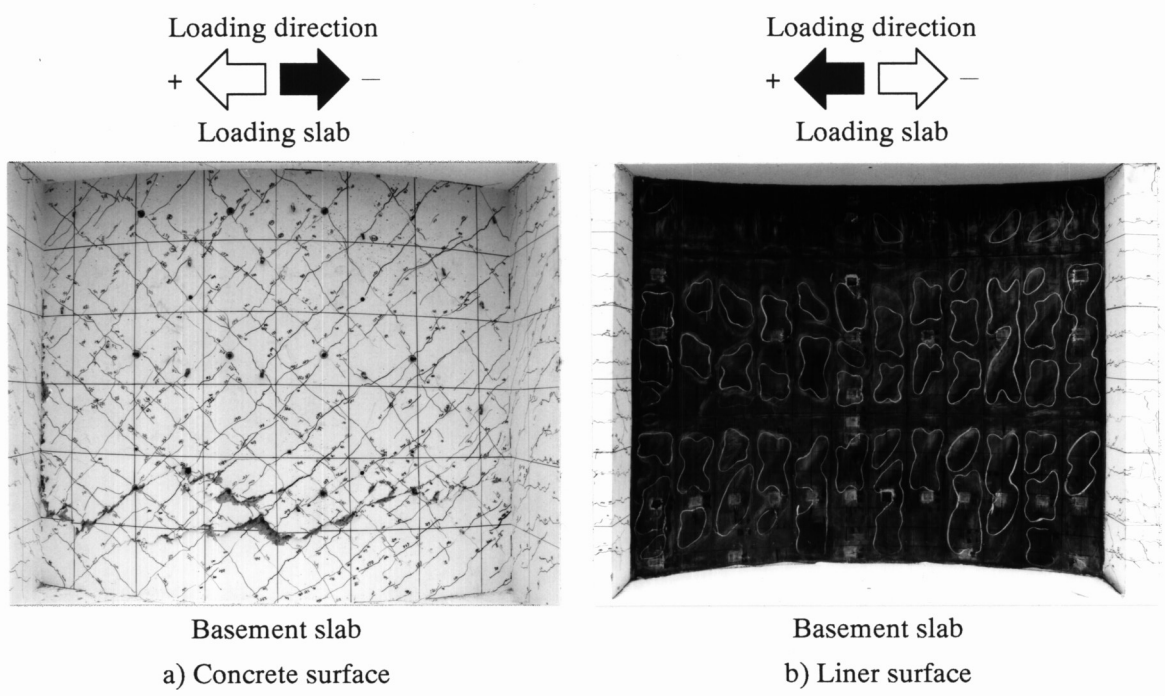 Loading direction
+ —
Loading slab
Basement slab
a) Concrete surface
Loading direction
+ —
Loading slab
Basement slab
b) Liner surface